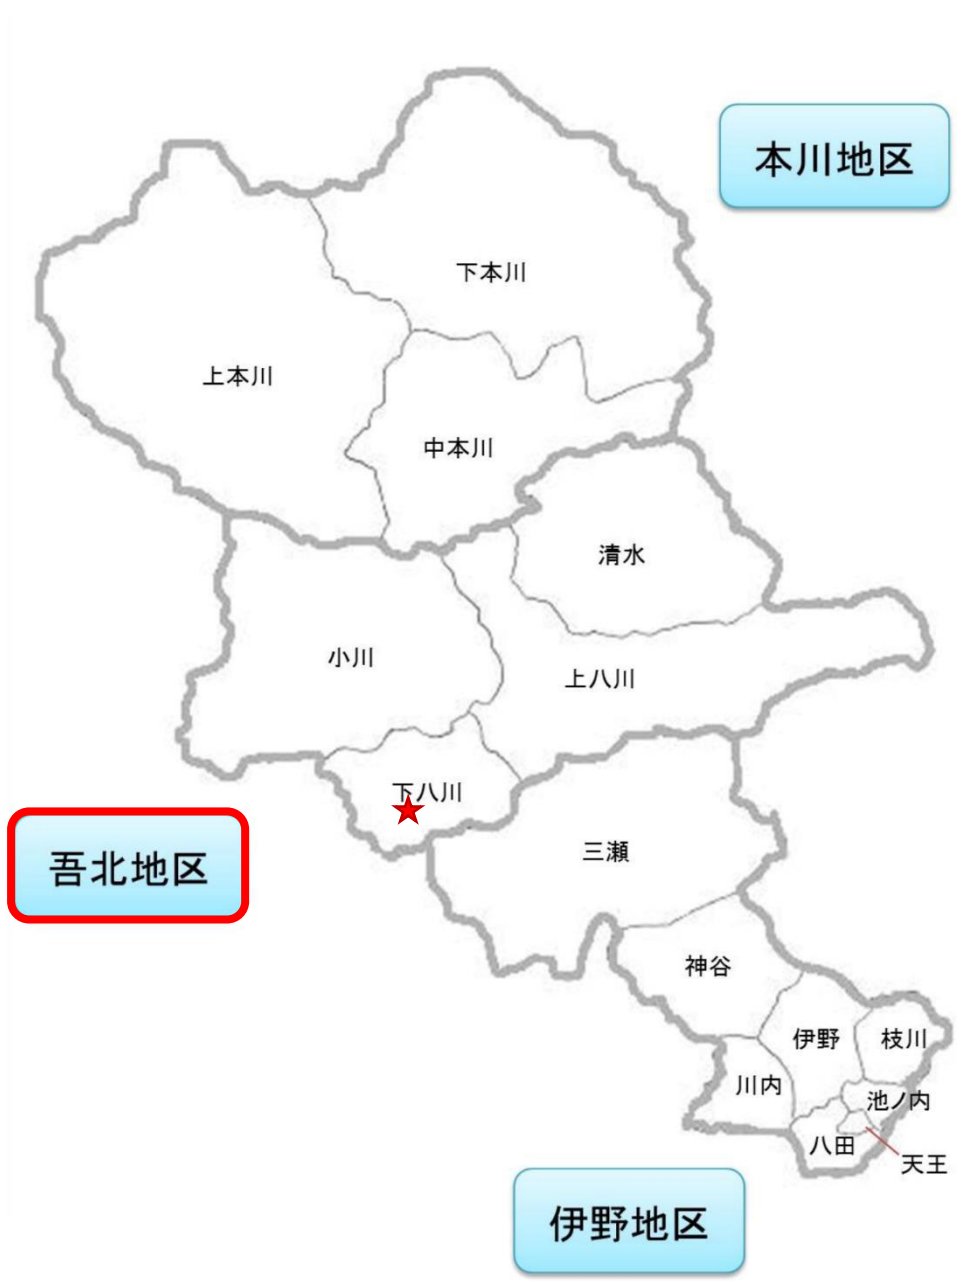 本川地区
下本川
上本川
中本川
清水
小川
上八川
下八川
三瀬
吾北地区
神谷
伊野
枝川
川内
池ノ内
八田
天王
伊野地区